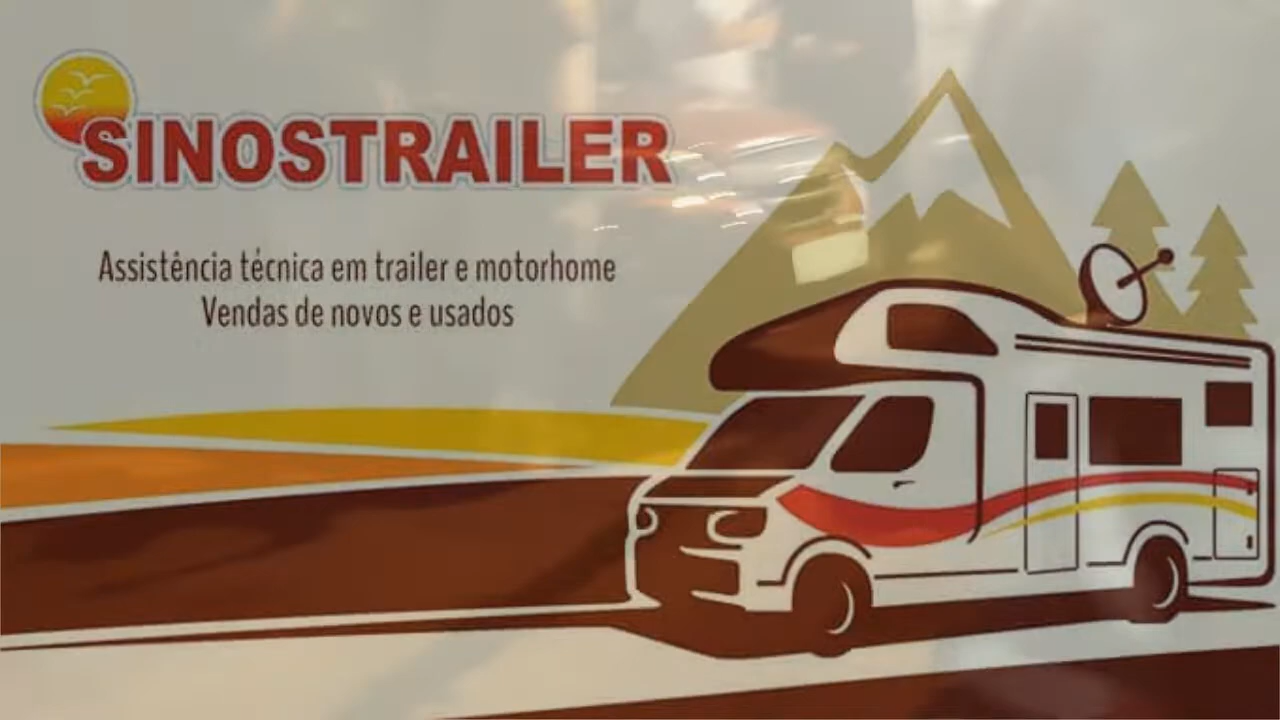 SINOSTRAILER
Assistência técnica em trailer e motorhome
Vendas de novos e usados